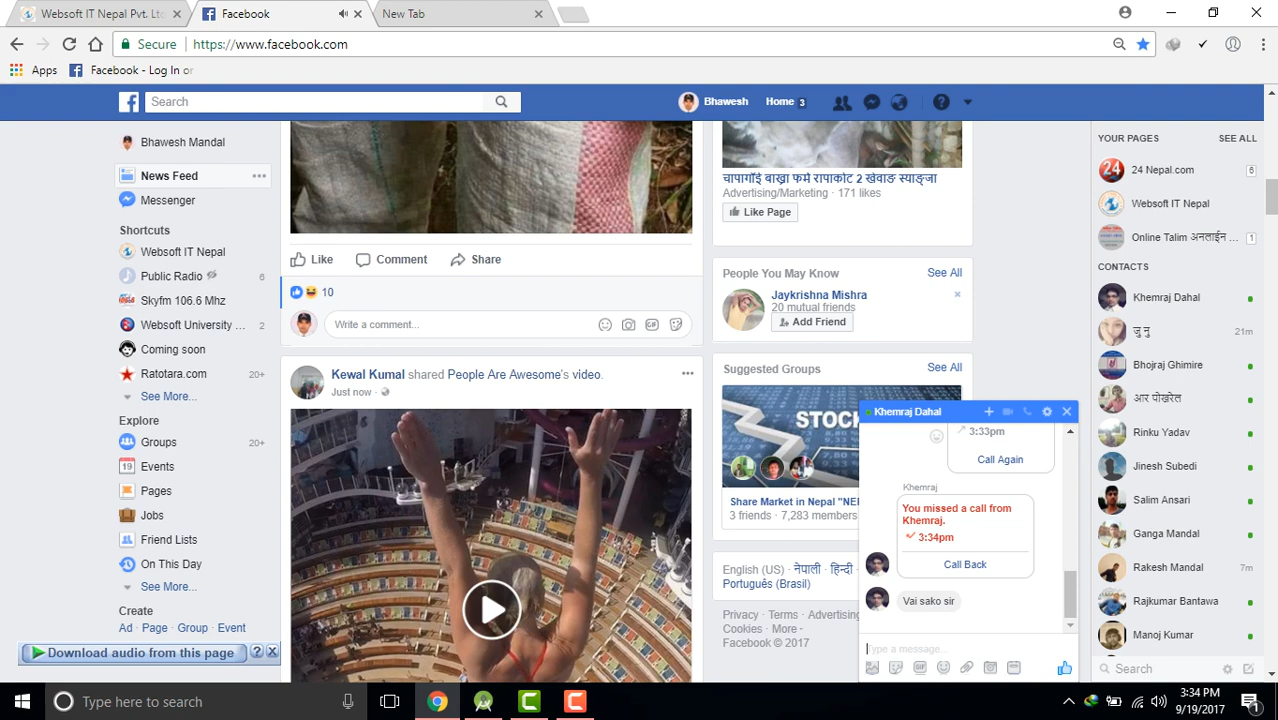 Websoft IT Nepal Pvt. Ltd
Facebook
New Tab
Secure
https://www.facebook.com
Apps
Facebook - Log In or
Search
Bhawesh
Home 3
Bhawesh Mandal
News Feed
Messenger
Shortcuts
Websoft IT Nepal
Public Radio
6
Skyfm 106.6 Mhz
Websoft University ...
2
Coming soon
Ratotara.com
20+
See More...
Explore
Groups
20+
Events
Pages
Jobs
Friend Lists
On This Day
See More...
Create
Ad · Page · Group · Event
Download audio from this page
Like
Comment
Share
10
Write a comment...
Kewal Kumal shared People Are Awesome's video.
Just now ·
चापागाँई बाख्रा फर्म रापाकोट 2 खेवाङ स्याङ्जा
Advertising/Marketing · 171 likes
Like Page
People You May Know
See All
Jaykrishna Mishra
20 mutual friends
Add Friend
Suggested Groups
See All
STOCK
Share Market in Nepal "NE
3 friends · 7,283 members
English (US) · नेपाली · हिन्दी ·
Português (Brasil)
Privacy · Terms · Advertising
Cookies · More
Facebook © 2017
Khemraj Dahal
3:33pm
Call Again
Khemraj
You missed a call from
Khemraj.
3:34pm
Call Back
Vai sako sir
Type a message...
YOUR PAGES
SEE ALL
24 Nepal.com
6
Websoft IT Nepal
Online Talim अनलाईन ...
1
CONTACTS
Khemraj Dahal
जु नु
21m
Bhojraj Ghimire
आर पोखरेल
Rinku Yadav
Jinesh Subedi
Salim Ansari
Ganga Mandal
Rakesh Mandal
7m
Rajkumar Bantawa
Manoj Kumar
Search
Type here to search
3:34 PM
9/19/2017